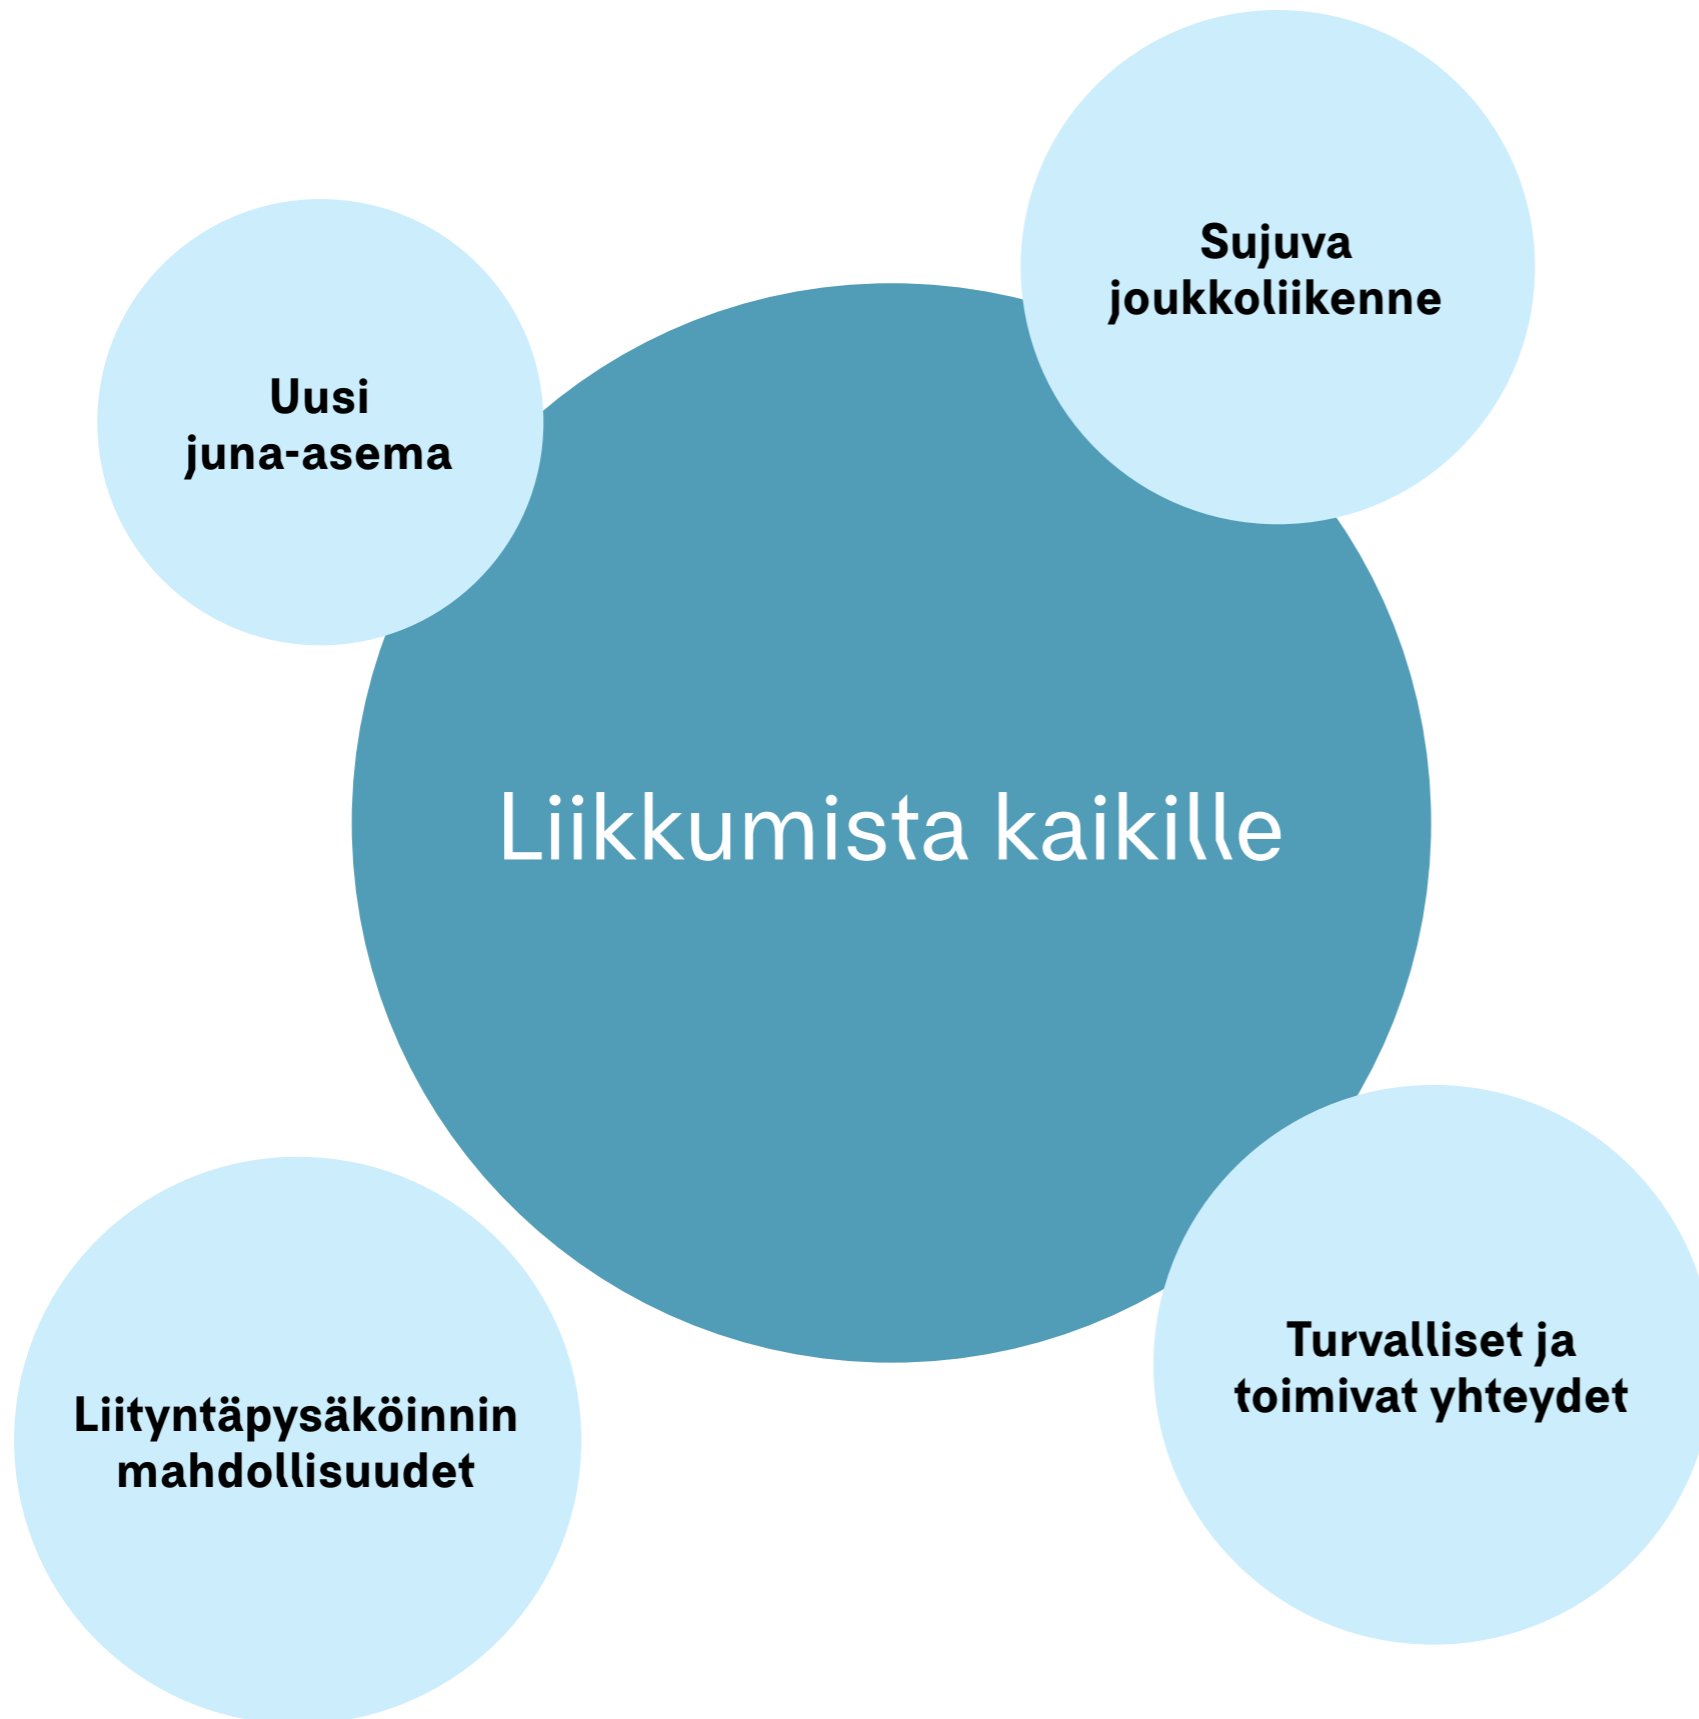 Sujuva
joukkoliikenne
Uusi
juna-asema
Liikkumista kaikille
Turvalliset ja
toimivat yhteydet
Liityntäpysäköinnin
mahdollisuudet